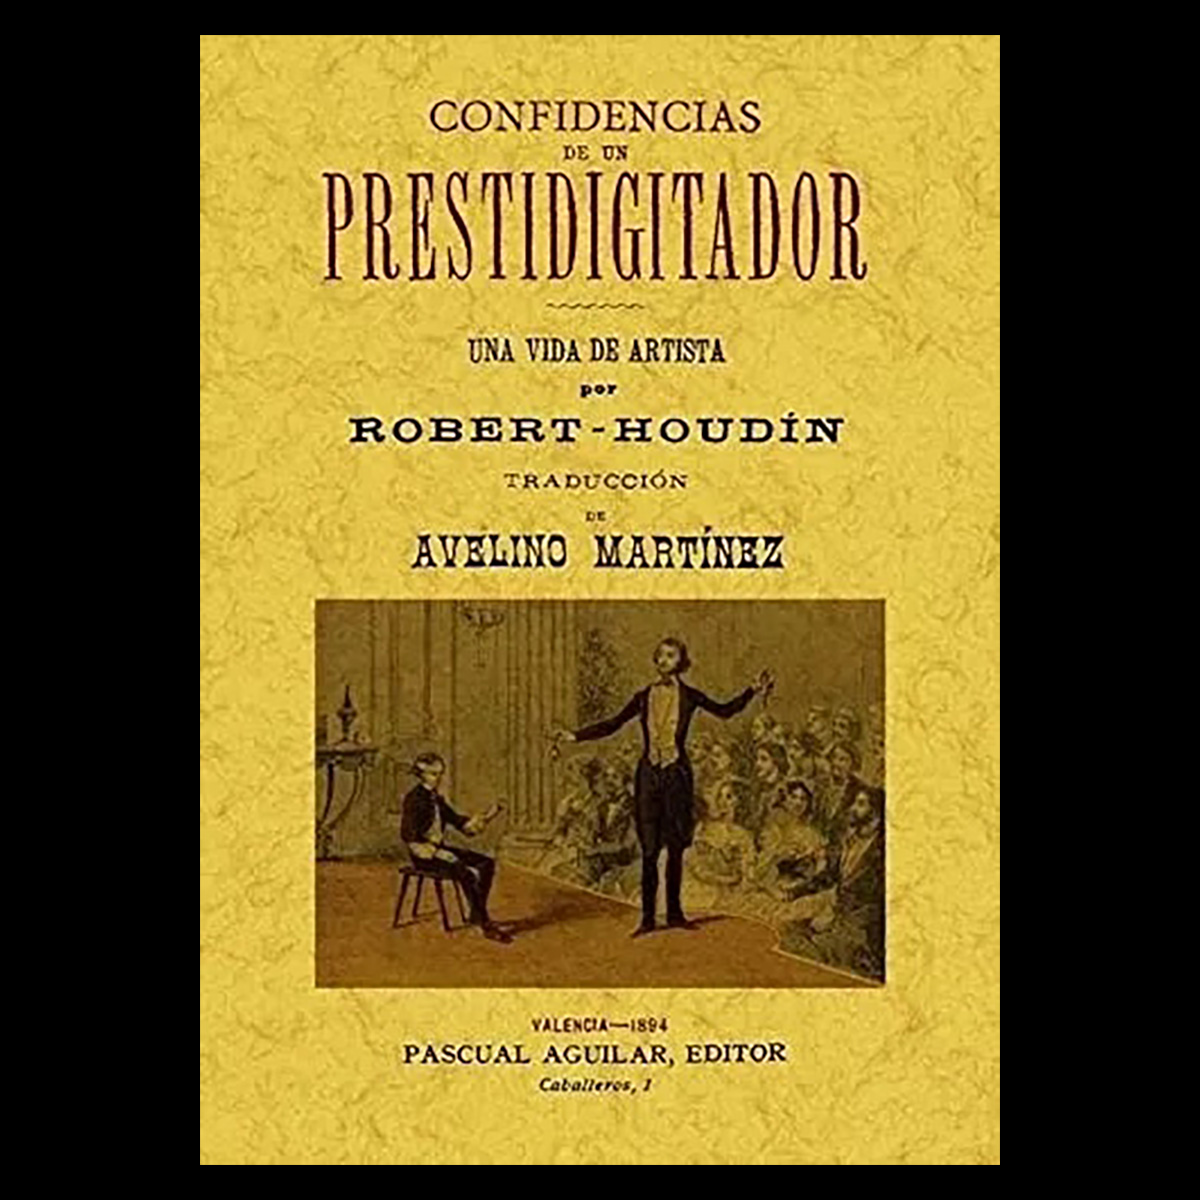 CONFIDENCIAS
DE UN
PRESTIDIGITADOR
UNA VIDA DE ARTISTA
por
ROBERT-HOUDÍN
TRADUCCIÓN
DE
AVELINO MARTÍNEZ
VALENCIA—1894
PASCUAL AGUILAR, EDITOR
Caballeros, 1